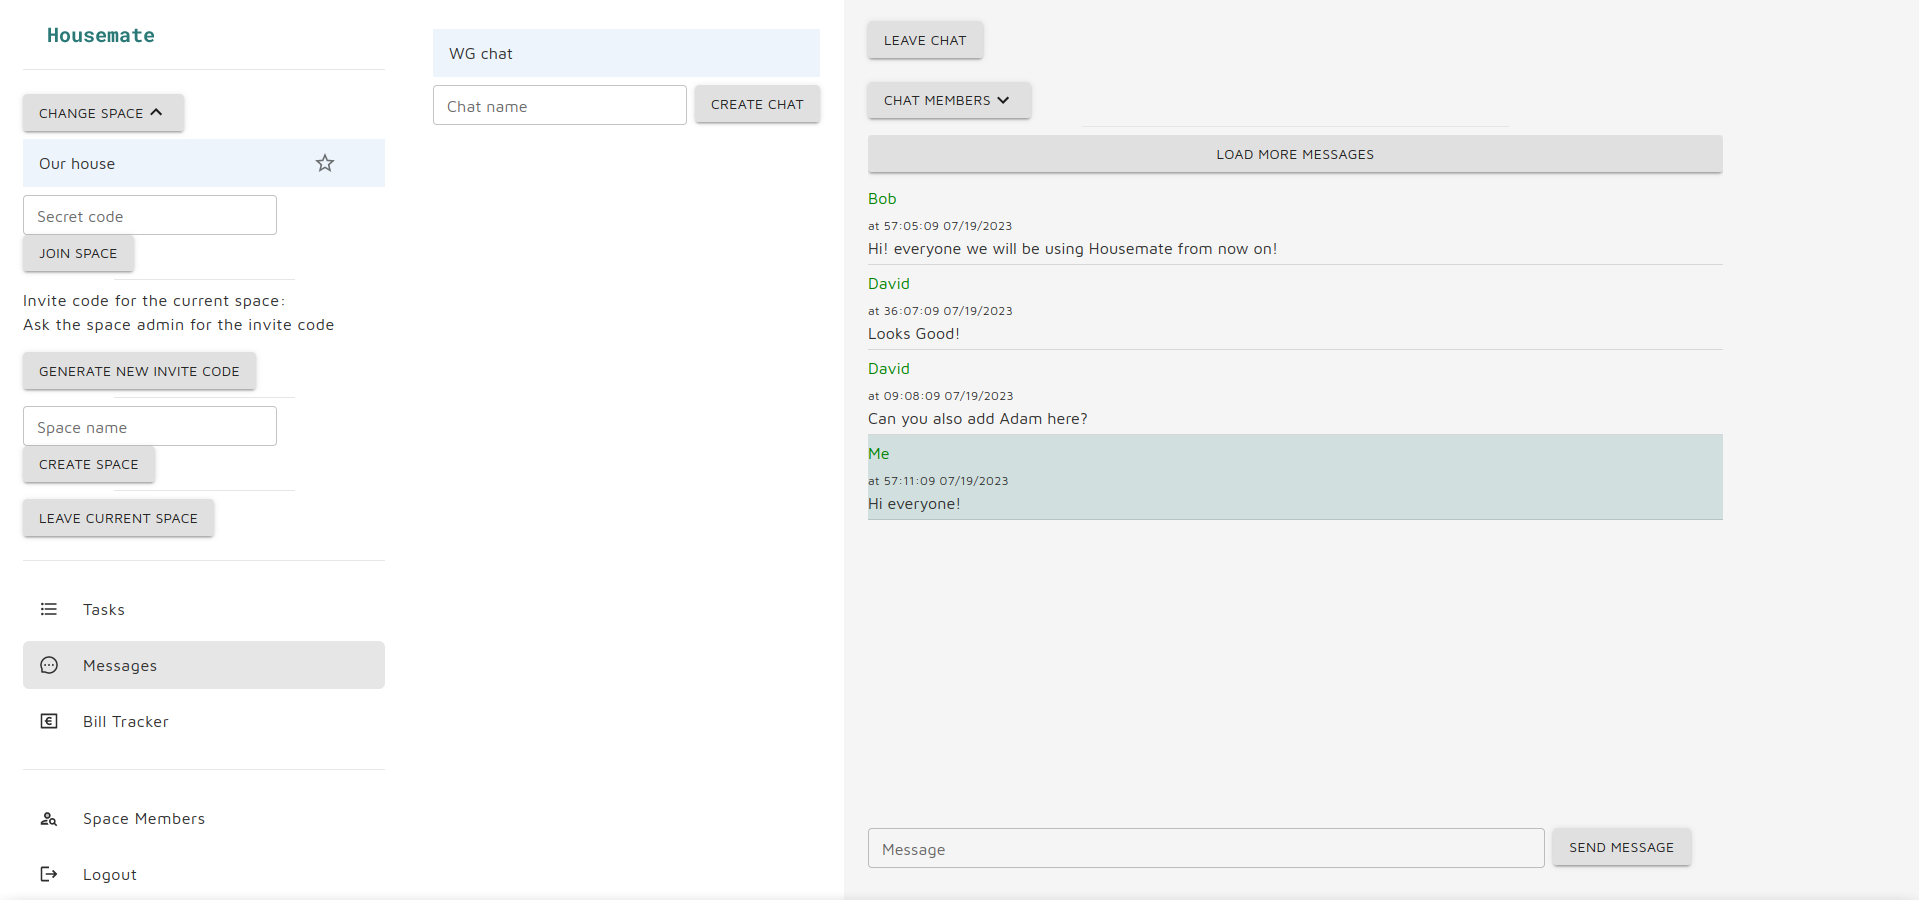 Housemate
CHANGE SPACE
Our house
Secret code
JOIN SPACE
Invite code for the current space:
Ask the space admin for the invite code
GENERATE NEW INVITE CODE
Space name
CREATE SPACE
LEAVE CURRENT SPACE
Tasks
Messages
Bill Tracker
Space Members
Logout
WG chat
Chat name
CREATE CHAT
LEAVE CHAT
CHAT MEMBERS
LOAD MORE MESSAGES
Bob
at 57:05:09 07/19/2023
Hi! everyone we will be using Housemate from now on!
David
at 36:07:09 07/19/2023
Looks Good!
David
at 09:08:09 07/19/2023
Can you also add Adam here?
Me
at 57:11:09 07/19/2023
Hi everyone!
Message
SEND MESSAGE